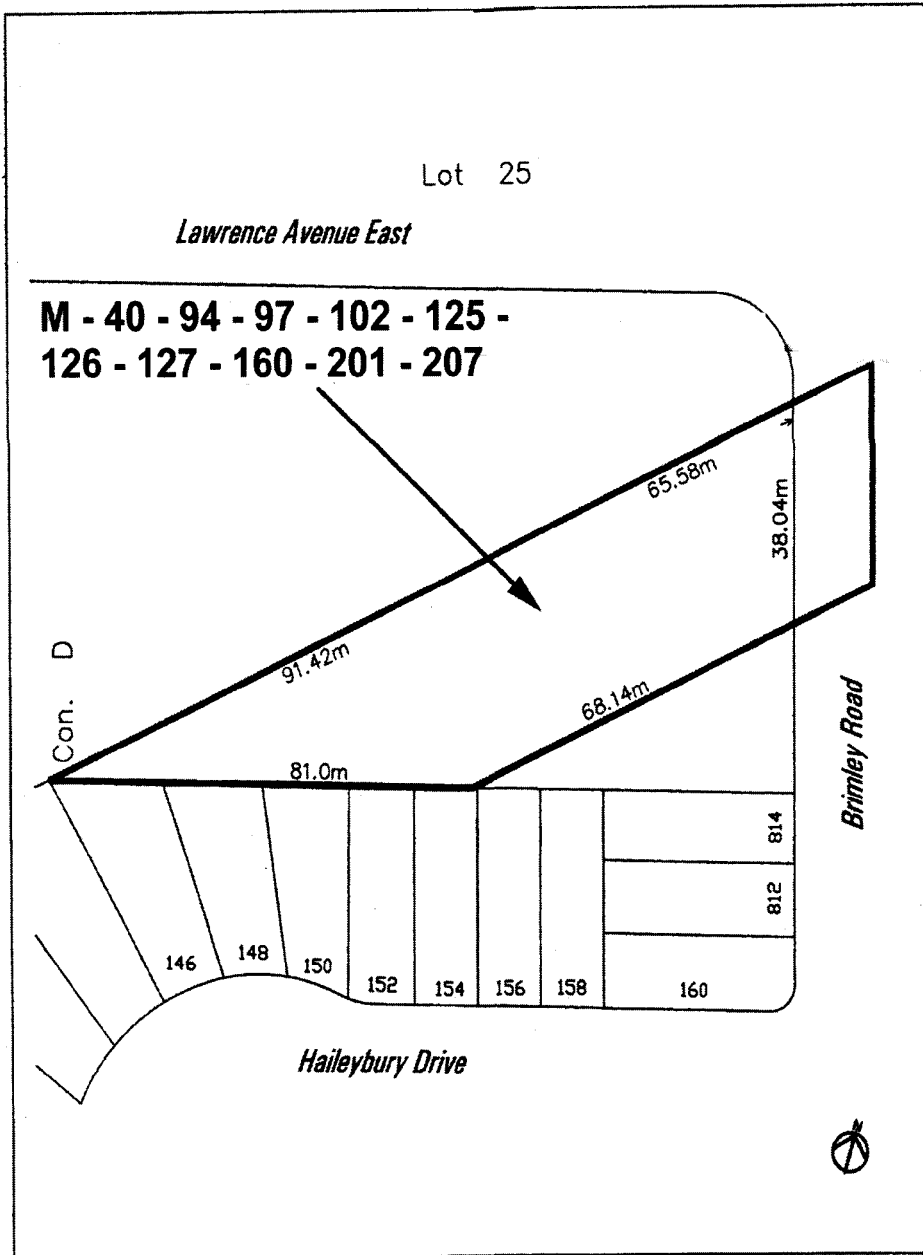 Lot 25
Lawrence Avenue East
M - 40 - 94 - 97 - 102 - 125 -
126 - 127 - 160 - 201 - 207
65.58m
38.04m
91.42m
Con. D
68.14m
81.0m
Brimley Road
814
812
146
148
150
152
154
156
158
160
Haileybury Drive
N